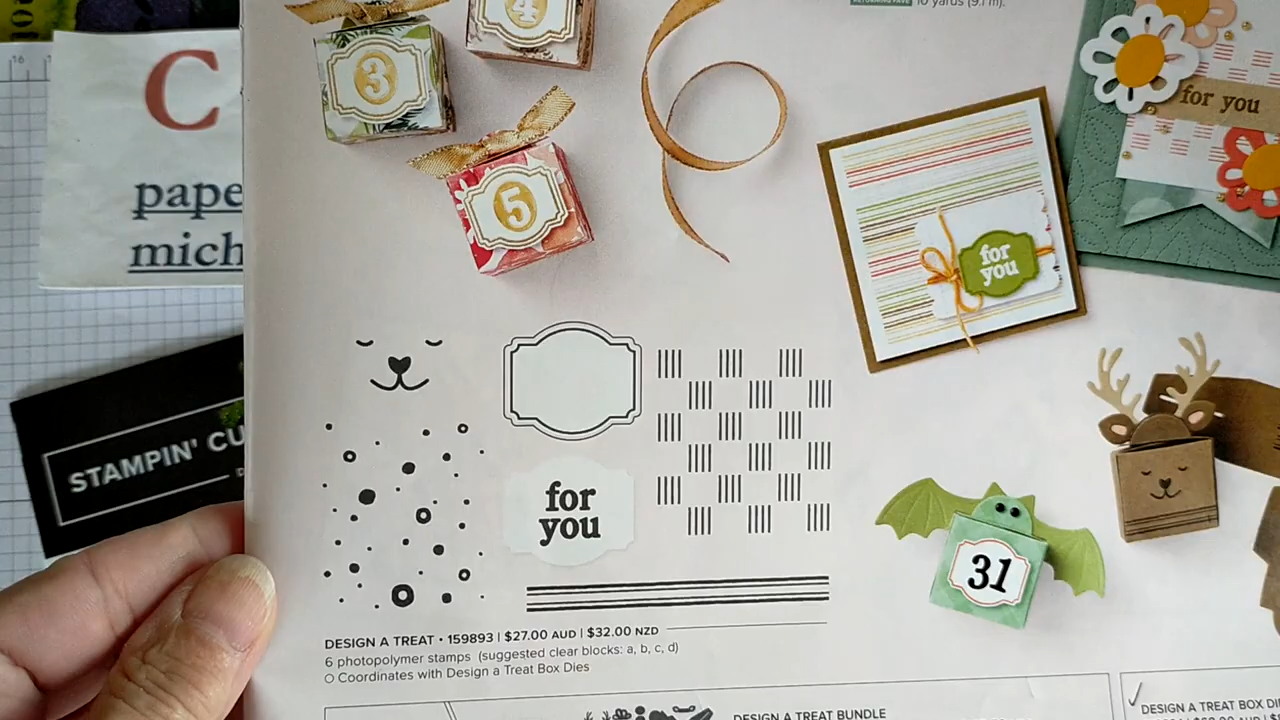 16
C
pape
mich
STAMPIN' CU
3
4
5
10 yards (9.1 m).
for you
for
you
for
you
31
DESIGN A TREAT • 159893 | $27.00 AUD | $32.00 NZD
6 photopolymer stamps (suggested clear blocks: a, b, c, d)
Coordinates with Design a Treat Box Dies
DESIGN A TREAT BUNDLE
DESIGN A TREAT BOX DI